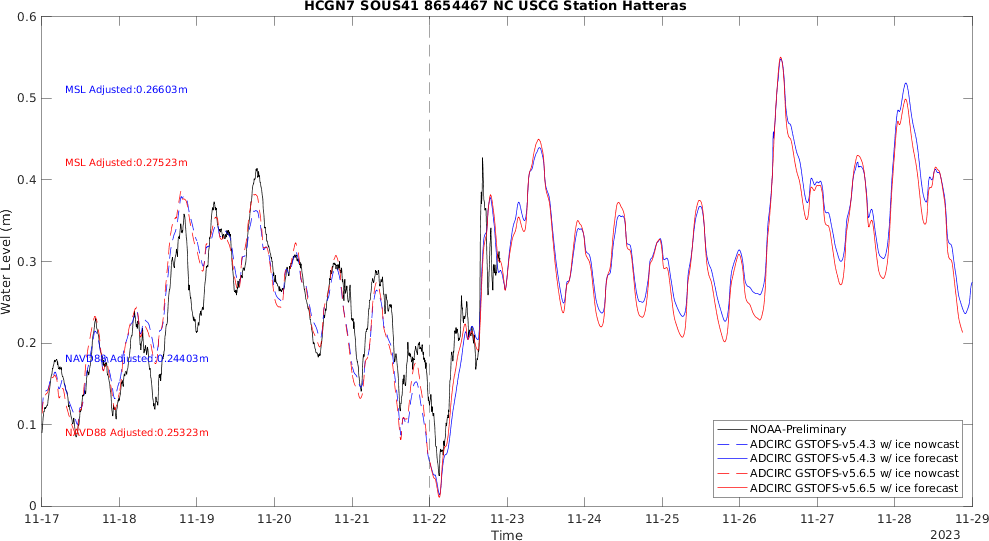 HCGN7 SOUS41 8654467 NC USCG Station Hatteras
0.6
0.5
0.4
0.3
0.2
0.1
0
Water Level (m)
MSL Adjusted:0.26603m
MSL Adjusted:0.27523m
NAVD88 Adjusted:0.24403m
NAVD88 Adjusted:0.25323m
NOAA-Preliminary
ADCIRC GSTOFS-v5.4.3 w/ ice nowcast
ADCIRC GSTOFS-v5.4.3 w/ ice forecast
ADCIRC GSTOFS-v5.6.5 w/ ice nowcast
ADCIRC GSTOFS-v5.6.5 w/ ice forecast
11-17 11-18 11-19 11-20 11-21 11-22 11-23 11-24 11-25 11-26 11-27 11-28 11-29
Time
2023